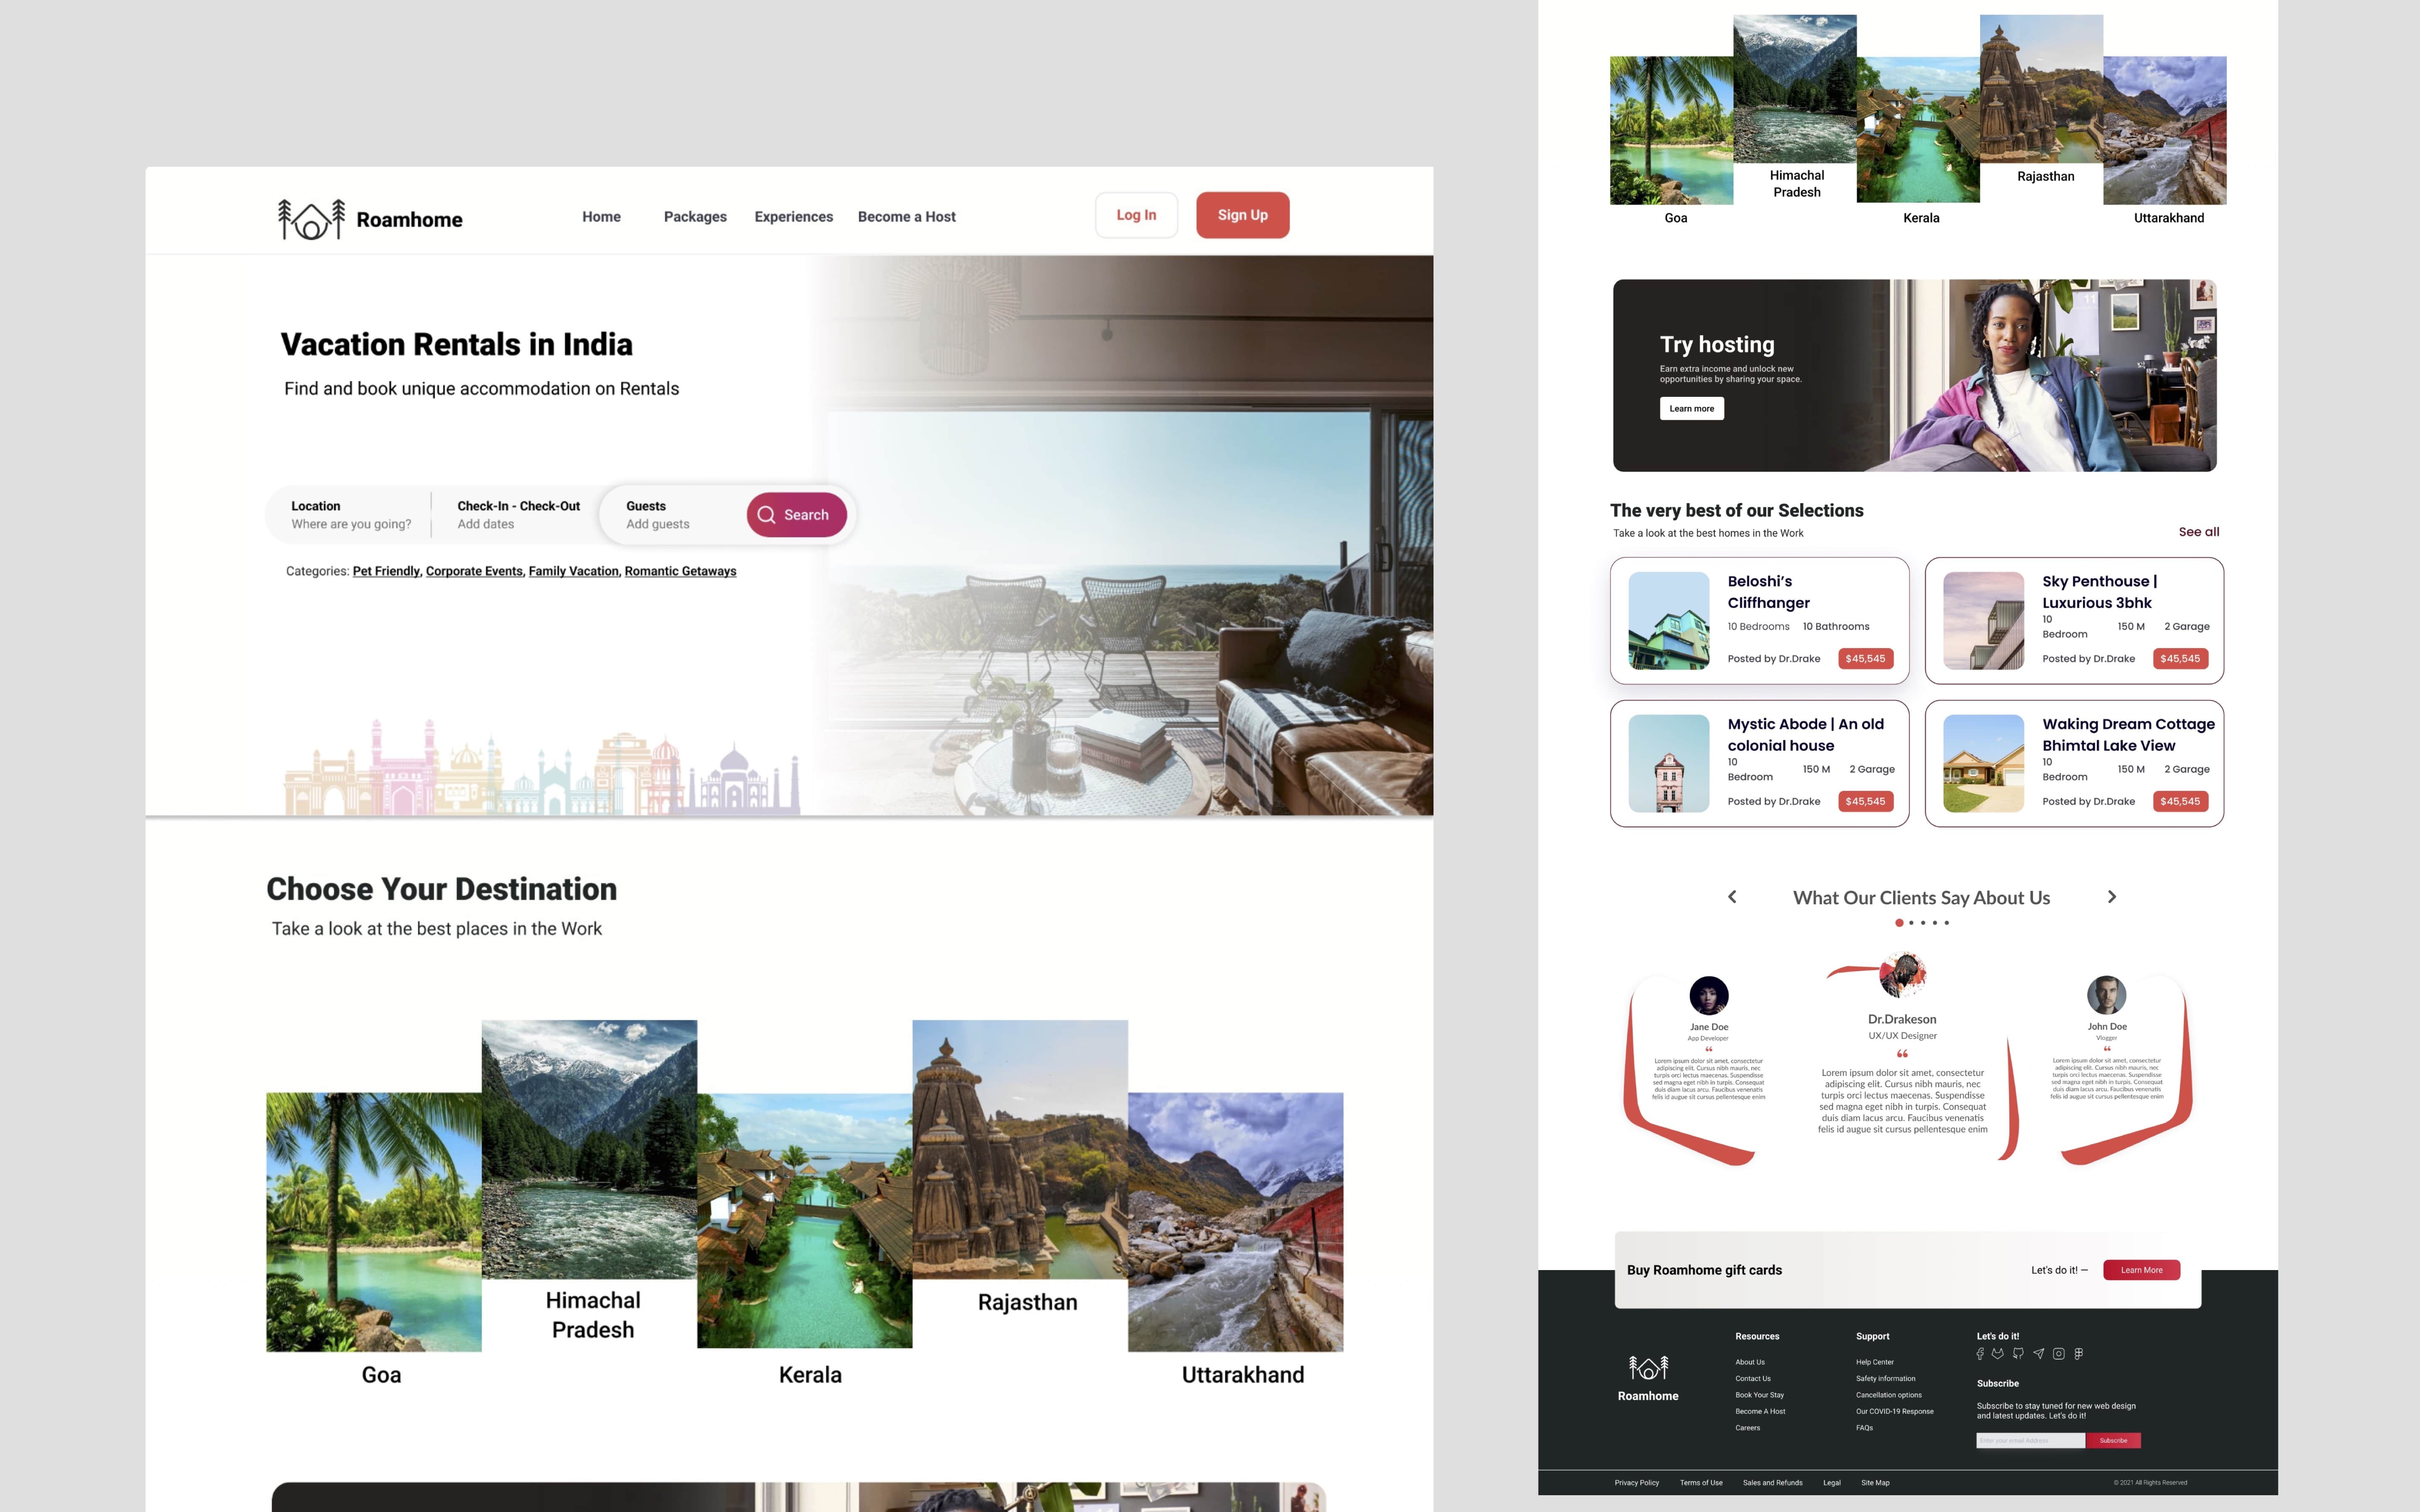 Roamhome
Home Packages Experiences Become a Host
Log In
Sign Up
Vacation Rentals in India
Find and book unique accommodation on Rentals
Location
Where are you going?
Check-In - Check-Out
Add dates
Guests
Add guests
Search
Categories: Pet Friendly, Corporate Events, Family Vacation, Romantic Getaways
Choose Your Destination
Take a look at the best places in the Work
Goa
Himachal
Pradesh
Kerala
Rajasthan
Uttarakhand
Goa
Himachal
Pradesh
Kerala
Rajasthan
Uttarakhand
Try hosting
Earn extra income and unlock new
opportunities by sharing your space.
Learn more
The very best of our Selections
Take a look at the best homes in the Work
See all
Beloshi's
Cliffhanger
10 Bedrooms 10 Bathrooms
Posted by Dr.Drake
$45,545
Sky Penthouse |
Luxurious 3bhk
10
Bedroom
150 M
2 Garage
Posted by Dr.Drake
$45,545
Mystic Abode | An old
colonial house
10
Bedroom
150 M
2 Garage
Posted by Dr.Drake
$45,545
Waking Dream Cottage
Bhimtal Lake View
10
Bedroom
150 M
2 Garage
Posted by Dr.Drake
$45,545
What Our Clients Say About Us
Jane Doe
App Developer
“
Lorem ipsum dolor sit amet, consectetur
adipiscing elit. Cursus nibh mauris, nec
turpis orci lectus maecenas. Suspendisse
sed magna eget nibh in turpis. Consequat
duis diam lacus arcu. Faucibus venenatis
felis id augue sit cursus pellentesque enim
Dr.Drakeson
UX/UX Designer
“
Lorem ipsum dolor sit amet, consectetur
adipiscing elit. Cursus nibh mauris, nec
turpis orci lectus maecenas. Suspendisse
sed magna eget nibh in turpis. Consequat
duis diam lacus arcu. Faucibus venenatis
felis id augue sit cursus pellentesque enim
John Doe
Vlogger
“
Lorem ipsum dolor sit amet, consectetur
adipiscing elit. Cursus nibh mauris, nec
turpis orci lectus maecenas. Suspendisse
sed magna eget nibh in turpis. Consequat
duis diam lacus arcu. Faucibus venenatis
felis id augue sit cursus pellentesque enim
Buy Roamhome gift cards
Let's do it! —
Learn More
Roamhome
Resources
About Us
Contact Us
Book Your Stay
Become A Host
Careers
Support
Help Center
Safety information
Cancellation options
Our COVID-19 Response
FAQs
Let's do it!
Subscribe
Subscribe to stay tuned for new web design
and latest updates. Let's do it!
Enter your email Address
Subscribe
Privacy Policy Terms of Use Sales and Refunds Legal Site Map
© 2021 All Rights Reserved